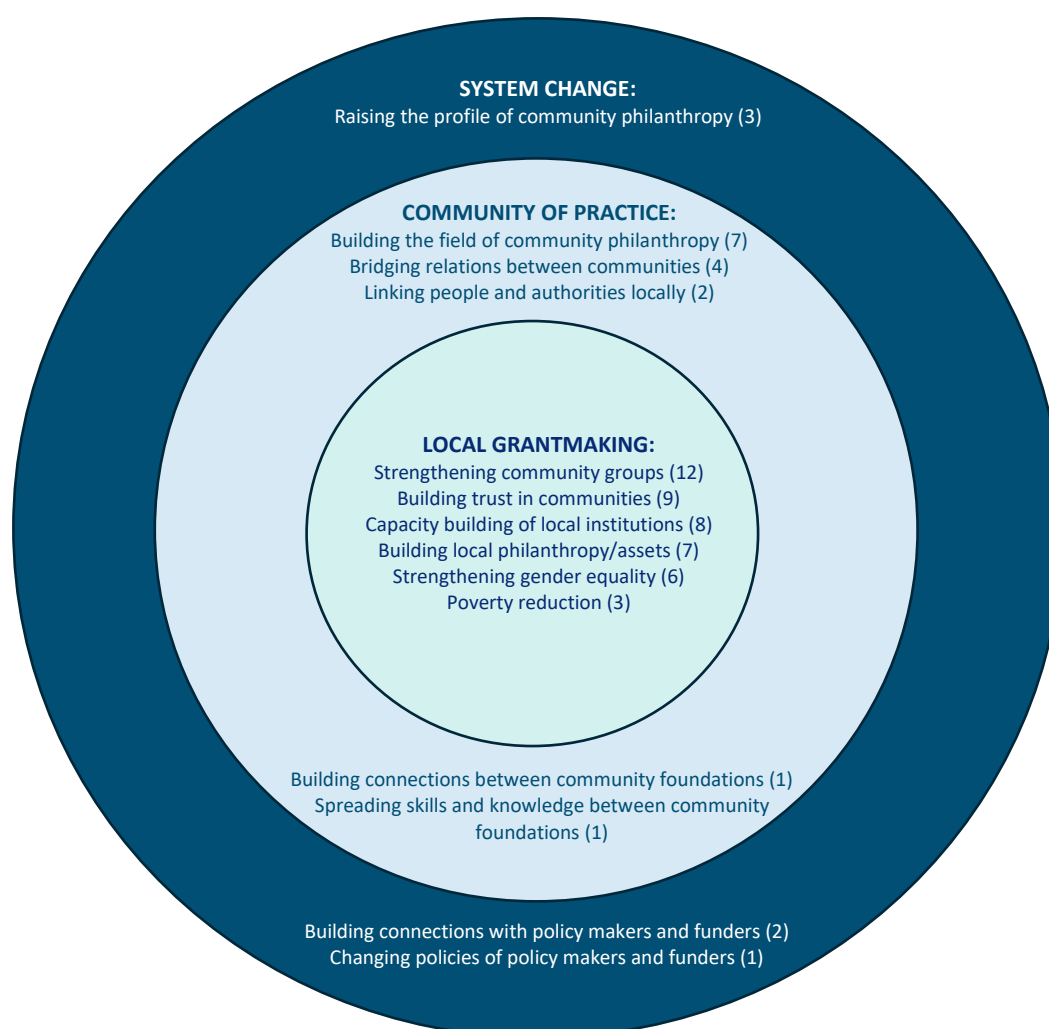 SYSTEM CHANGE:
Raising the profile of community philanthropy (3)
COMMUNITY OF PRACTICE:
Building the field of community philanthropy (7)
Bridging relations between communities (4)
Linking people and authorities locally (2)
LOCAL GRANTMAKING:
Strengthening community groups (12)
Building trust in communities (9)
Capacity building of local institutions (8)
Building local philanthropy/assets (7)
Strengthening gender equality (6)
Poverty reduction (3)
Building connections between community foundations (1)
Spreading skills and knowledge between community
foundations (1)
Building connections with policy makers and funders (2)
Changing policies of policy makers and funders (1)